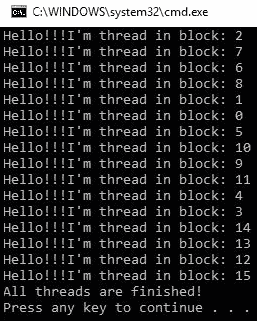 C:\WINDOWS\system32\cmd.exe
Hello!!!I'm thread in block: 2
Hello!!!I'm thread in block: 7
Hello!!!I'm thread in block: 6
Hello!!!I'm thread in block: 8
Hello!!!I'm thread in block: 1
Hello!!!I'm thread in block: 0
Hello!!!I'm thread in block: 5
Hello!!!I'm thread in block: 10
Hello!!!I'm thread in block: 9
Hello!!!I'm thread in block: 11
Hello!!!I'm thread in block: 4
Hello!!!I'm thread in block: 3
Hello!!!I'm thread in block: 14
Hello!!!I'm thread in block: 13
Hello!!!I'm thread in block: 12
Hello!!!I'm thread in block: 15
All threads are finished!
Press any key to continue . . .